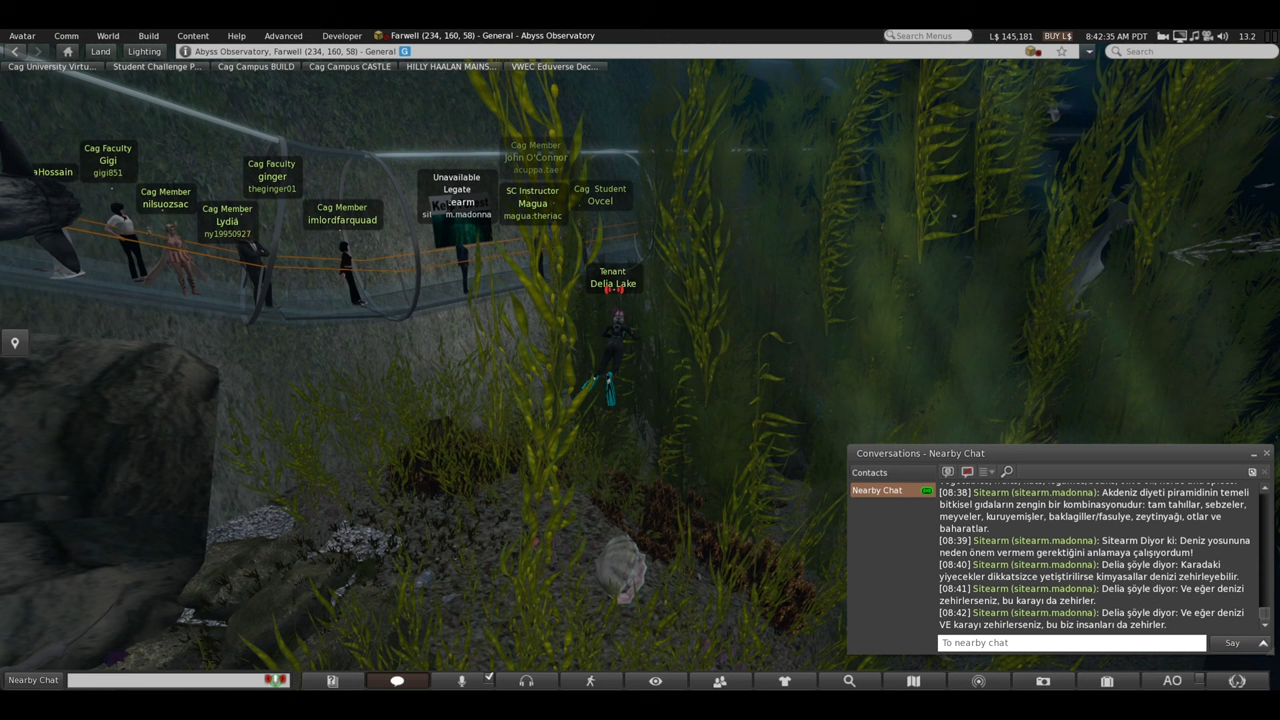 Avatar Comm World Build Content Help Advanced Developer Farwell (234, 160, 58) - General - Abyss Observatory Search Menus L$ 145,181 BUY L$ 8:42:35 AM PDT 13.2
Land Lighting Abyss Observatory, Farwell (234, 160, 58) - General G Search
Cag University Virtu... Student Challenge P... Cag Campus BUILD Cag Campus CASTLE HILLY HAALAN MAINS... VWEC Eduverse Dec...
aHossain
Cag Faculty
Gigi
gigi851
Cag Member
nilsuozsac
Cag Member
Lydia
ny19950927
Cag Faculty
ginger
theginger01
Cag Member
imlordfarquuad
Unavailable
Legate
.earm
sit m.madonna
Cag Member
John O'Connor
acuppa.tae
SC Instructor
Magua
magua.theriac
Cag Student
Ovcel
Tenant
Delia Lake
Conversations - Nearby Chat
Contacts
Nearby Chat
[08:38] Sitearm (sitearm.madonna): Akdeniz diyeti piramidinin temeli
bitkisel gıdaların zengin bir kombinasyonudur: tam tahıllar, sebzeler,
meyveler, kuruyemişler, baklagiller/fasulye, zeytinyağı, otlar ve
baharatlar.
[08:39] Sitearm (sitearm.madonna): Sitearm Diyor ki: Deniz yosununa
neden önem vermem gerektiğini anlamaya çalışıyordum!
[08:40] Sitearm (sitearm.madonna): Delia şöyle diyor: Karadaki
yiyecekler dikkatsizce yetiştirilirse kimyasallar denizi zehirleyebilir.
[08:41] Sitearm (sitearm.madonna): Delia şöyle diyor: Ve eğer denizi
zehirlerseniz, bu karayı da zehirler.
[08:42] Sitearm (sitearm.madonna): Delia şöyle diyor: Ve eğer denizi
VE karayı zehirlerseniz, bu biz insanları da zehirler.
To nearby chat Say
Nearby Chat AO